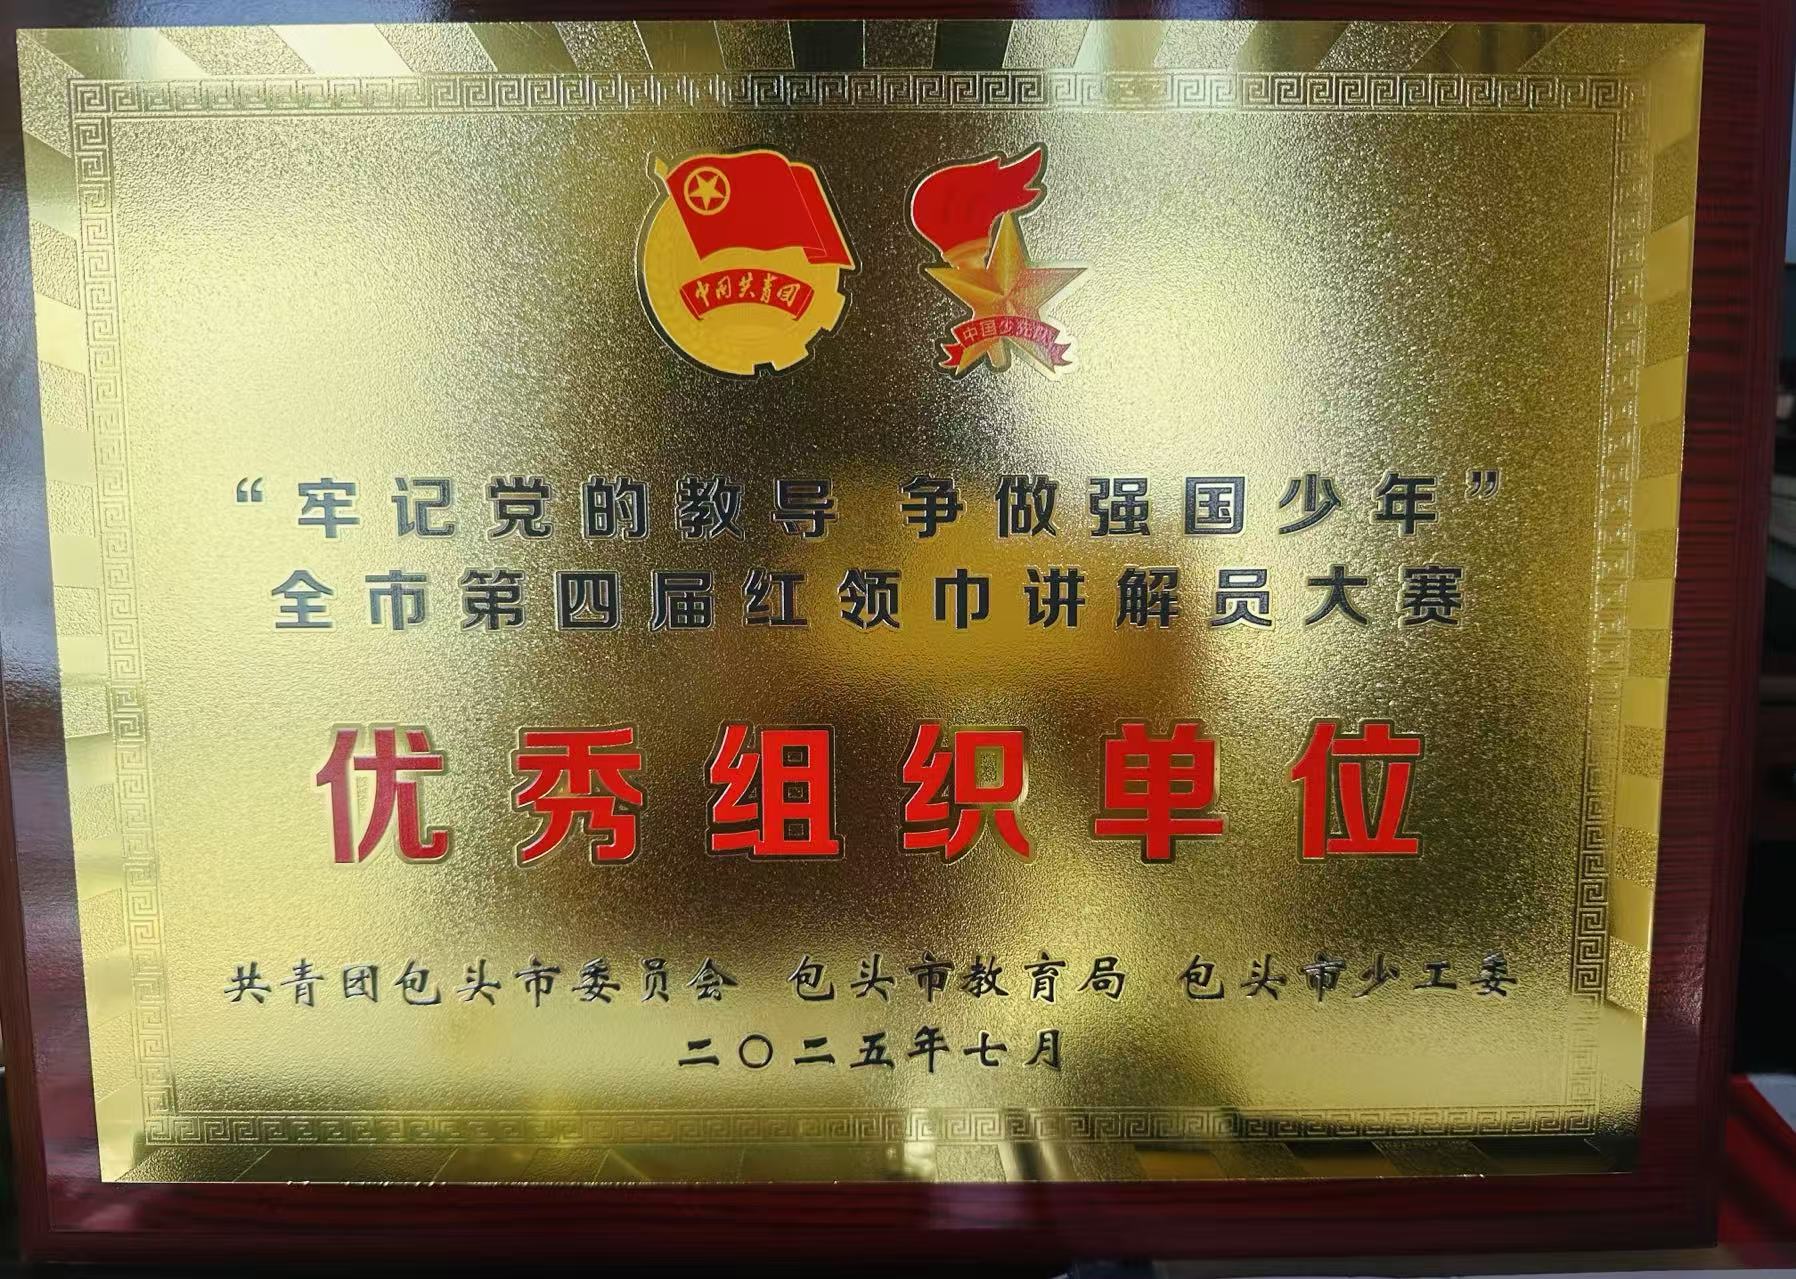 中国共青团
中国少先队
“牢记党的教导 争做强国少年”
全市第四届红领巾讲解员大赛
优秀组织单位
共青团包头市委员会 包头市教育局 包头市少工委
二〇二五年七月